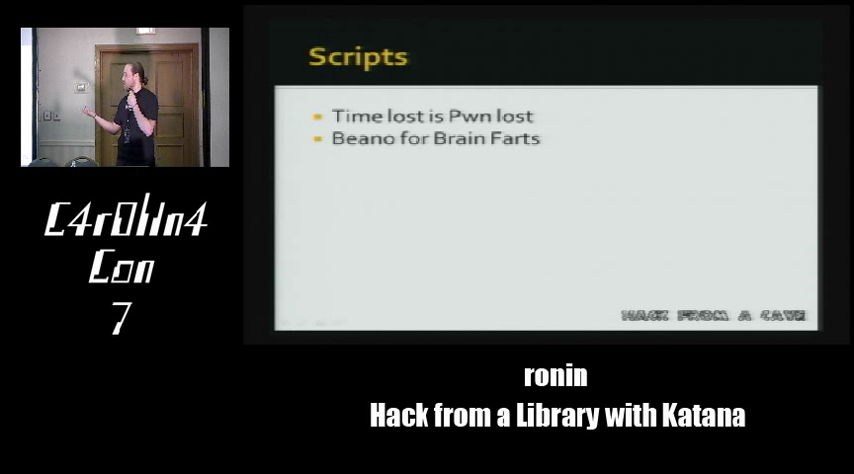 Scripts
Time lost is Pwn lost
Beano for Brain Farts
HACK FROM A CAVE
C4r0l1n4
Con
7
ronin
Hack from a Library with Katana